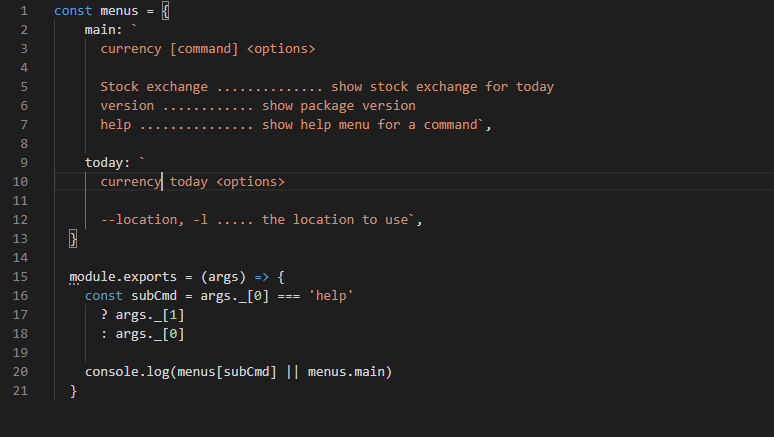 1 const menus = {
2 main: `
3 currency [command] <options>
4
5 Stock exchange .............. show stock exchange for today
6 version ............ show package version
7 help ............... show help menu for a command`,
8
9 today: `
10 currency today <options>
11
12 --location, -l ..... the location to use`,
13 }
14
15 module.exports = (args) => {
16 const subCmd = args._[0] === 'help'
17 ? args._[1]
18 : args._[0]
19
20 console.log(menus[subCmd] || menus.main)
21 }